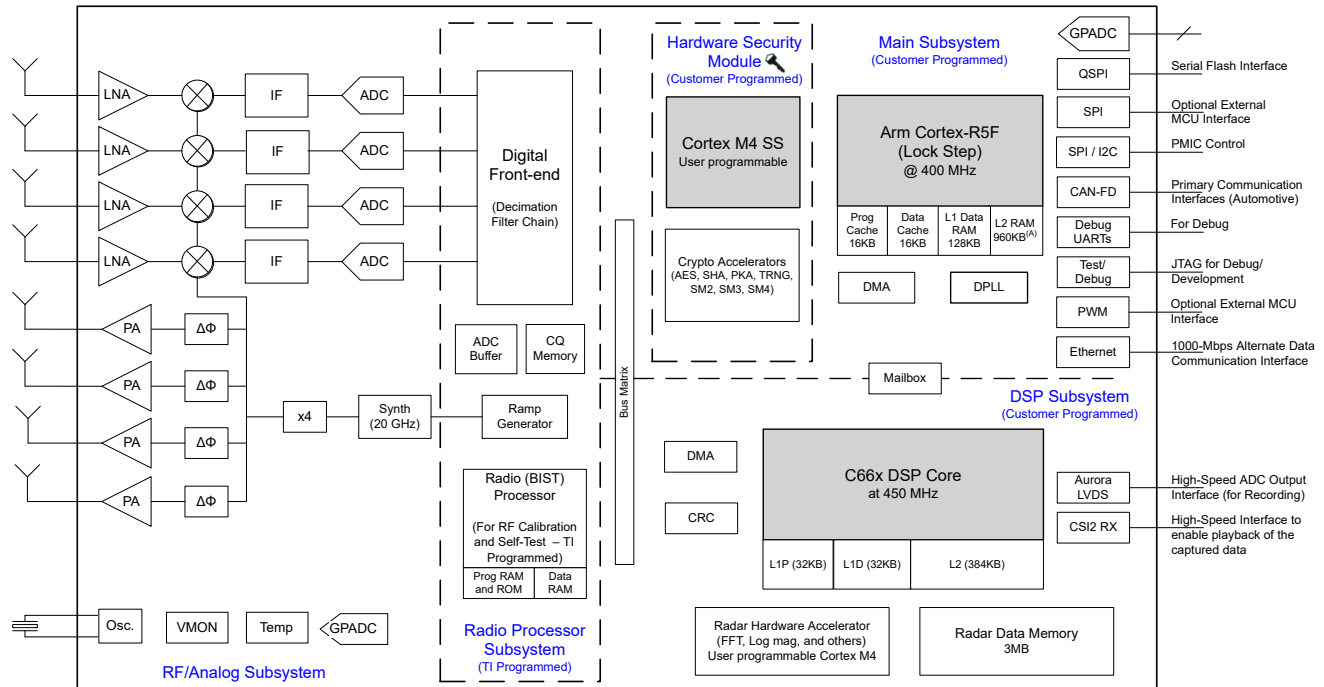 LNA
IF
ADC
LNA
IF
ADC
LNA
IF
ADC
LNA
IF
ADC
PA
ΔΦ
PA
ΔΦ
PA
ΔΦ
PA
ΔΦ
x4
Synth
(20 GHz)
Osc.
VMON
Temp
GPADC
RF/Analog Subsystem
Digital
Front-end
(Decimation
Filter Chain)
ADC
Buffer
CQ
Memory
Ramp
Generator
Radio (BIST)
Processor
(For RF Calibration
and Self-Test – TI
Programmed)
Prog RAM
and ROM
Data
RAM
Radio Processor
Subsystem
(TI Programmed)
Bus Matrix
Hardware Security
Module
(Customer Programmed)
Cortex M4 SS
User programmable
Crypto Accelerators
(AES, SHA, PKA, TRNG,
SM2, SM3, SM4)
Main Subsystem
(Customer Programmed)
Arm Cortex-R5F
(Lock Step)
@ 400 MHz
Prog
Cache
16KB
Data
Cache
16KB
L1 Data
RAM
128KB
L2 RAM
960KB(A)
DMA
DPLL
Mailbox
DSP Subsystem
(Customer Programmed)
DMA
CRC
C66x DSP Core
at 450 MHz
L1P (32KB)
L1D (32KB)
L2 (384KB)
Radar Hardware Accelerator
(FFT, Log mag, and others)
User programmable Cortex M4
Radar Data Memory
3MB
GPADC
QSPI
Serial Flash Interface
SPI
Optional External
MCU Interface
SPI / I2C
PMIC Control
CAN-FD
Primary Communication
Interfaces (Automotive)
Debug
UARTs
For Debug
Test/
Debug
JTAG for Debug/
Development
PWM
Optional External MCU
Interface
Ethernet
1000-Mbps Alternate Data
Communication Interface
Aurora
LVDS
High-Speed ADC Output
Interface (for Recording)
CSI2 RX
High-Speed Interface to
enable playback of the
captured data